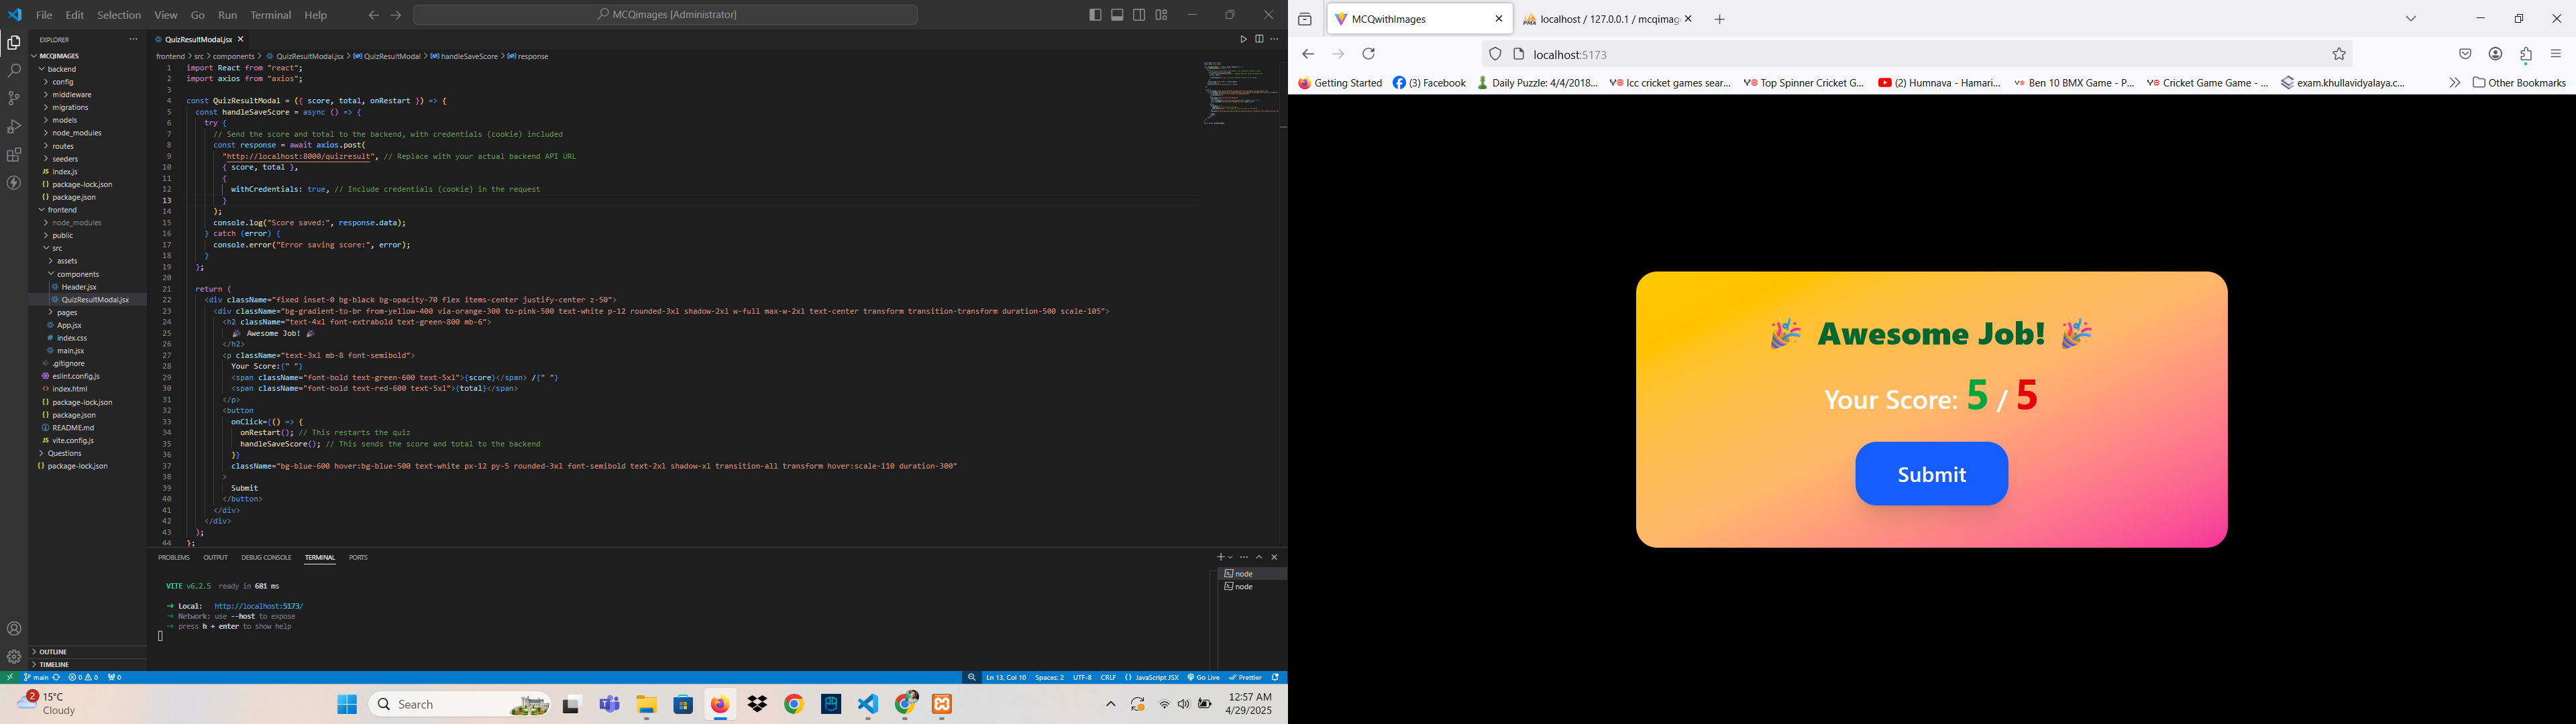 File Edit Selection View Go Run Terminal Help
MCQimages [Administrator]
EXPLORER
MCQIMAGES
backend
config
middleware
migrations
models
node_modules
routes
seeders
JS index.js
{} package-lock.json
{} package.json
frontend
node_modules
public
src
assets
components
Header.jsx
QuizResultModal.jsx
pages
App.jsx
# index.css
main.jsx
.gitignore
eslint.config.js
<> index.html
{} package-lock.json
{} package.json
README.md
JS vite.config.js
Questions
{} package-lock.json
OUTLINE
TIMELINE
QuizResultModal.jsx
frontend > src > components > QuizResultModal.jsx > QuizResultModal > handleSaveScore > response
1 import React from "react";
2 import axios from "axios";
3
4 const QuizResultModal = ({ score, total, onRestart }) => {
5 const handleSaveScore = async () => {
6 try {
7 // Send the score and total to the backend, with credentials (cookie) included
8 const response = await axios.post(
9 "http://localhost:8000/quizresult", // Replace with your actual backend API URL
10 { score, total },
11 {
12 withCredentials: true, // Include credentials (cookie) in the request
13 }
14 );
15 console.log("Score saved:", response.data);
16 } catch (error) {
17 console.error("Error saving score:", error);
18 }
19 };
20
21 return (
22 <div className="fixed inset-0 bg-black bg-opacity-70 flex items-center justify-center z-50">
23 <div className="bg-gradient-to-br from-yellow-400 via-orange-300 to-pink-500 text-white p-12 rounded-3xl shadow-2xl w-full max-w-2xl text-center transform transition-transform duration-500 scale-105">
24 <h2 className="text-4xl font-extrabold text-green-800 mb-6">
25 🎉 Awesome Job! 🎉
26 </h2>
27 <p className="text-3xl mb-8 font-semibold">
28 Your Score:{" "}
29 <span className="font-bold text-green-600 text-5xl">{score}</span> /{" "}
30 <span className="font-bold text-red-600 text-5xl">{total}</span>
31 </p>
32 <button
33 onClick={() => {
34 onRestart(); // This restarts the quiz
35 handleSaveScore(); // This sends the score and total to the backend
36 }}
37 className="bg-blue-600 hover:bg-blue-500 text-white px-12 py-5 rounded-3xl font-semibold text-2xl shadow-xl transition-all transform hover:scale-110 duration-300"
38 >
39 Submit
40 </button>
41 </div>
42 </div>
43 );
44 };
PROBLEMS OUTPUT DEBUG CONSOLE TERMINAL PORTS
VITE v6.2.5 ready in 681 ms
➜ Local: http://localhost:5173/
➜ Network: use --host to expose
➜ press h + enter to show help
node
node
main 0 0 0
Ln 13, Col 10 Spaces: 2 UTF-8 CRLF {} JavaScript JSX Go Live Prettier
2
15°C
Cloudy
Search
12:57 AM
4/29/2025
MCQwithImages
localhost / 127.0.0.1 / mcqimag
localhost:5173
Getting Started (3) Facebook Daily Puzzle: 4/4/2018... Icc cricket games sear... Top Spinner Cricket G... (2) Humnava - Hamari... Ben 10 BMX Game - P... Cricket Game Game - ... exam.khullavidyalaya.c... Other Bookmarks
🎉 Awesome Job! 🎉
Your Score: 5 / 5
Submit